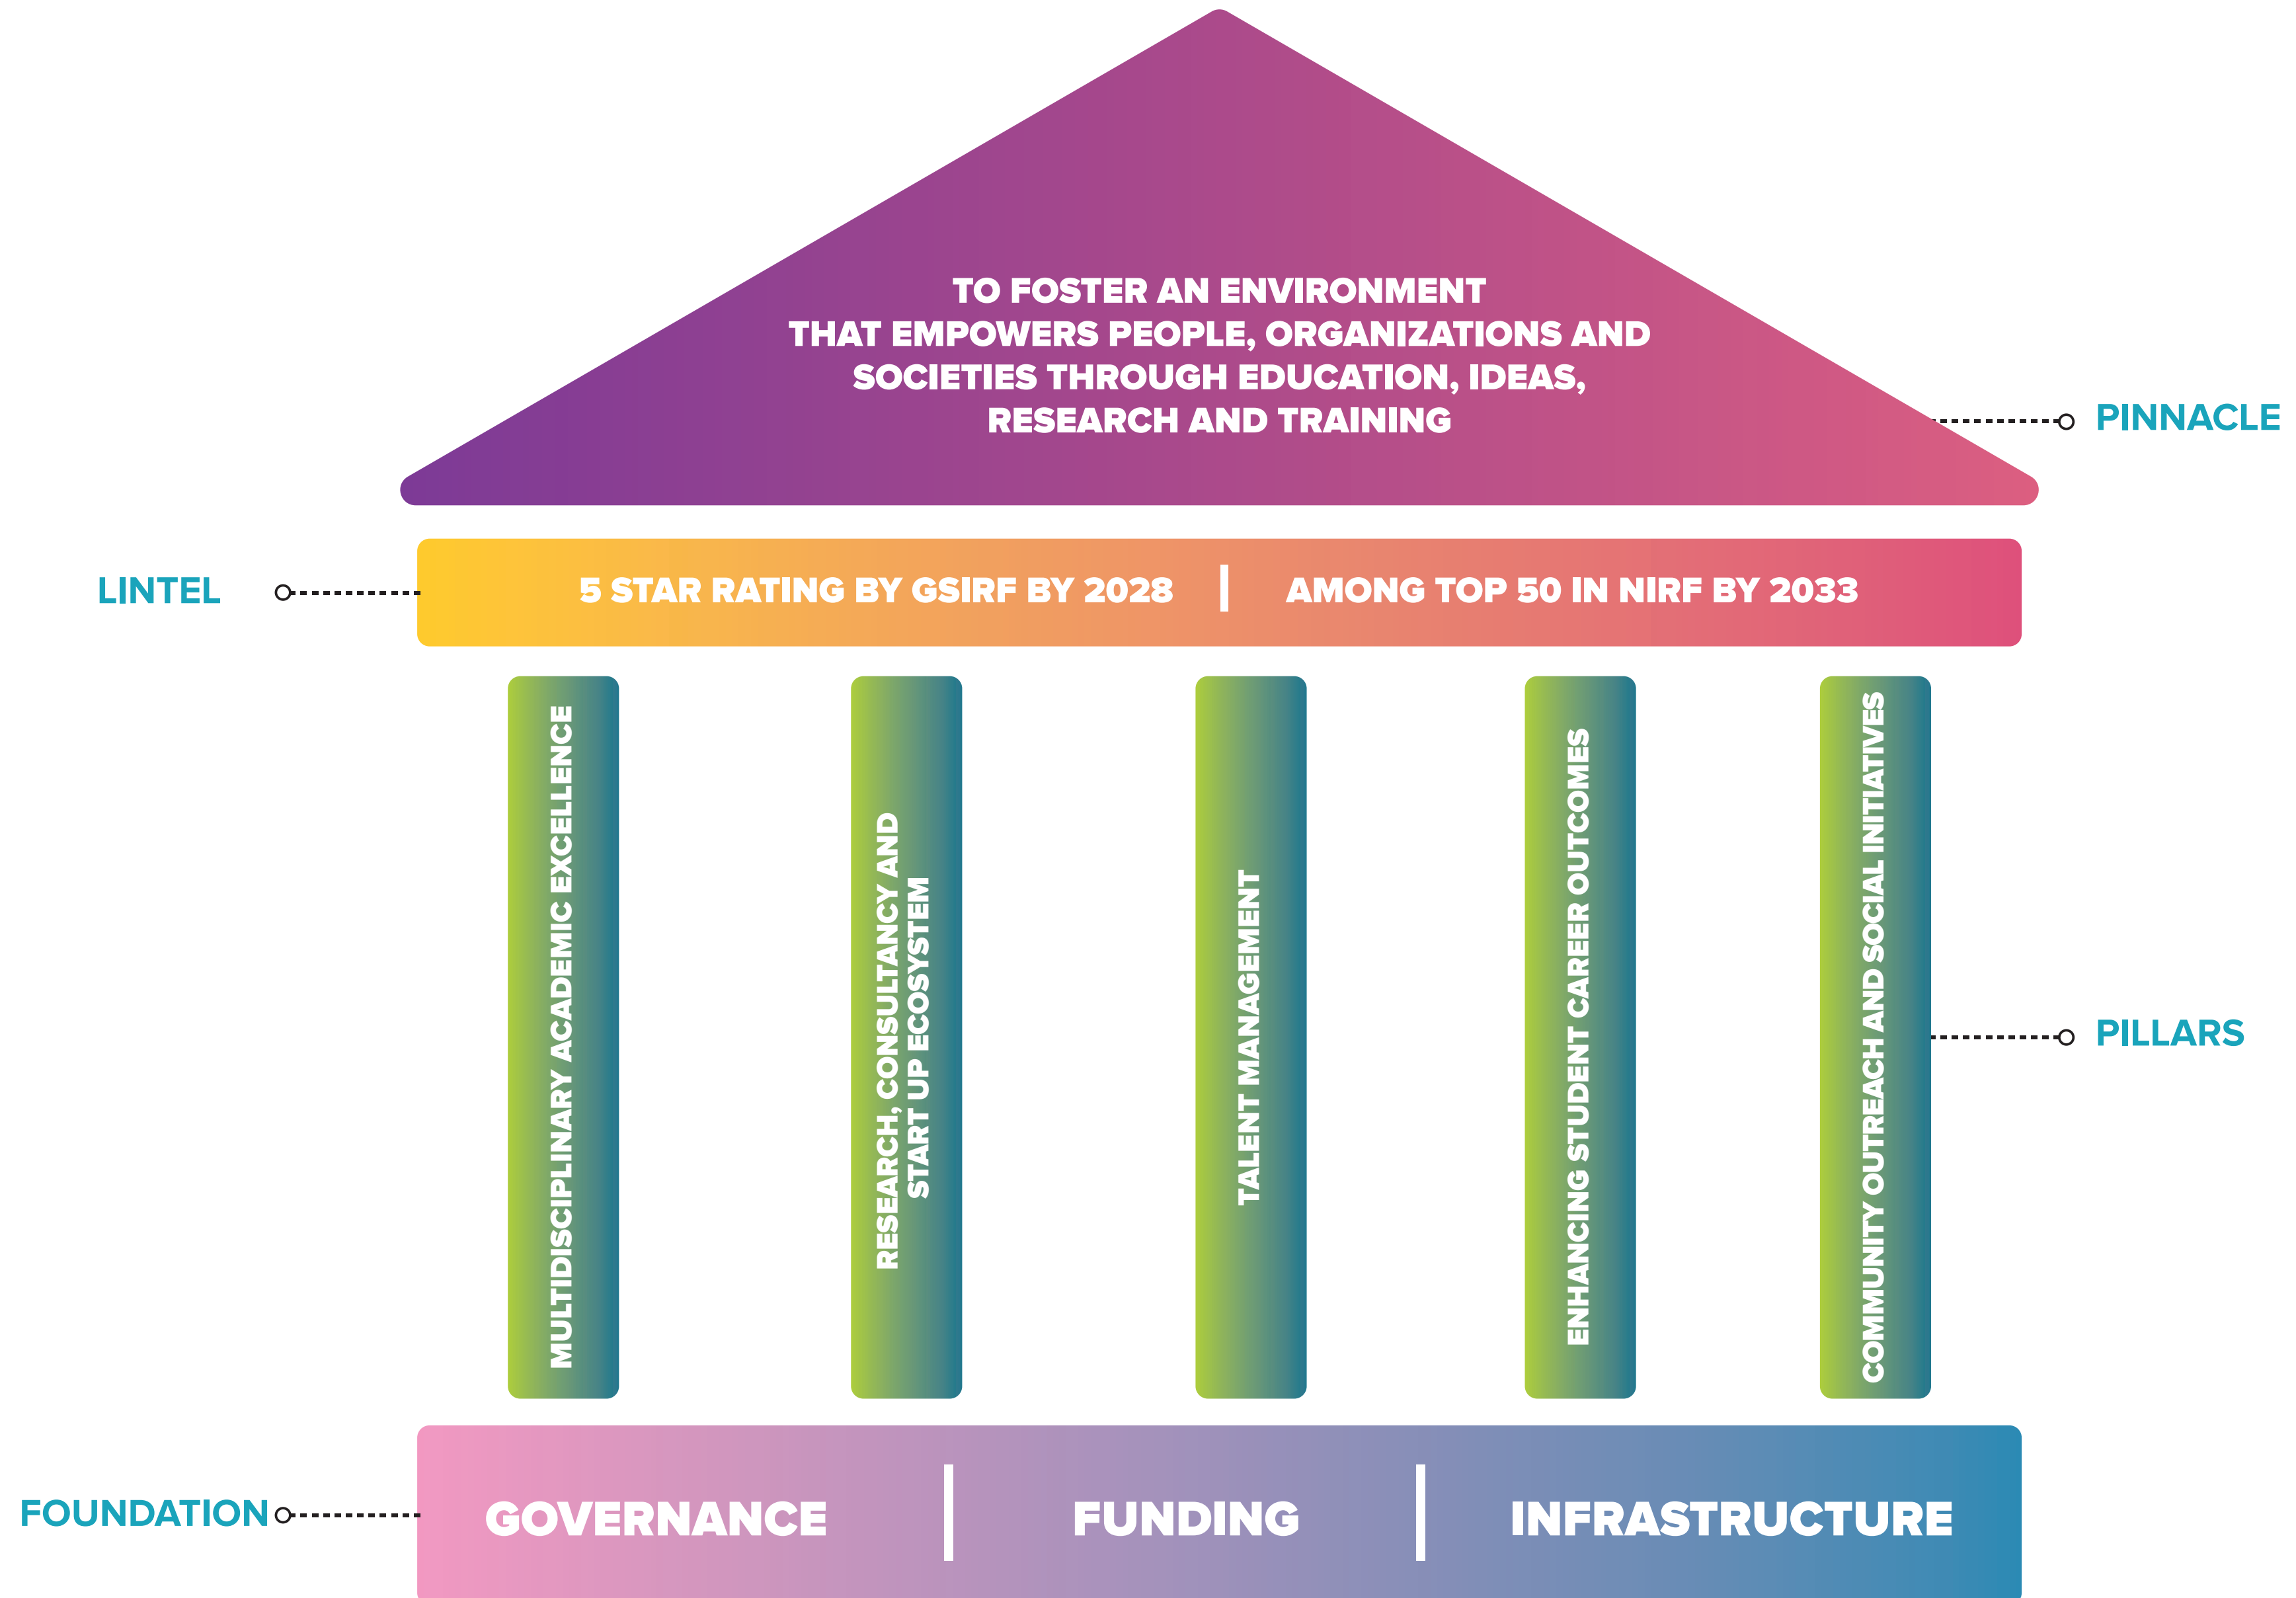 TO FOSTER AN ENVIRONMENT
THAT EMPOWERS PEOPLE, ORGANIZATIONS AND
SOCIETIES THROUGH EDUCATION, IDEAS,
RESEARCH AND TRAINING
PINNACLE
LINTEL
5 STAR RATING BY GSIRF BY 2028
AMONG TOP 50 IN NIRF BY 2033
MULTIDISCIPLINARY ACADEMIC EXCELLENCE
RESEARCH, CONSULTANCY AND
START UP ECOSYSTEM
TALENT MANAGEMENT
ENHANCING STUDENT CAREER OUTCOMES
COMMUNITY OUTREACH AND SOCIAL INITIATIVES
PILLARS
FOUNDATION
GOVERNANCE
FUNDING
INFRASTRUCTURE